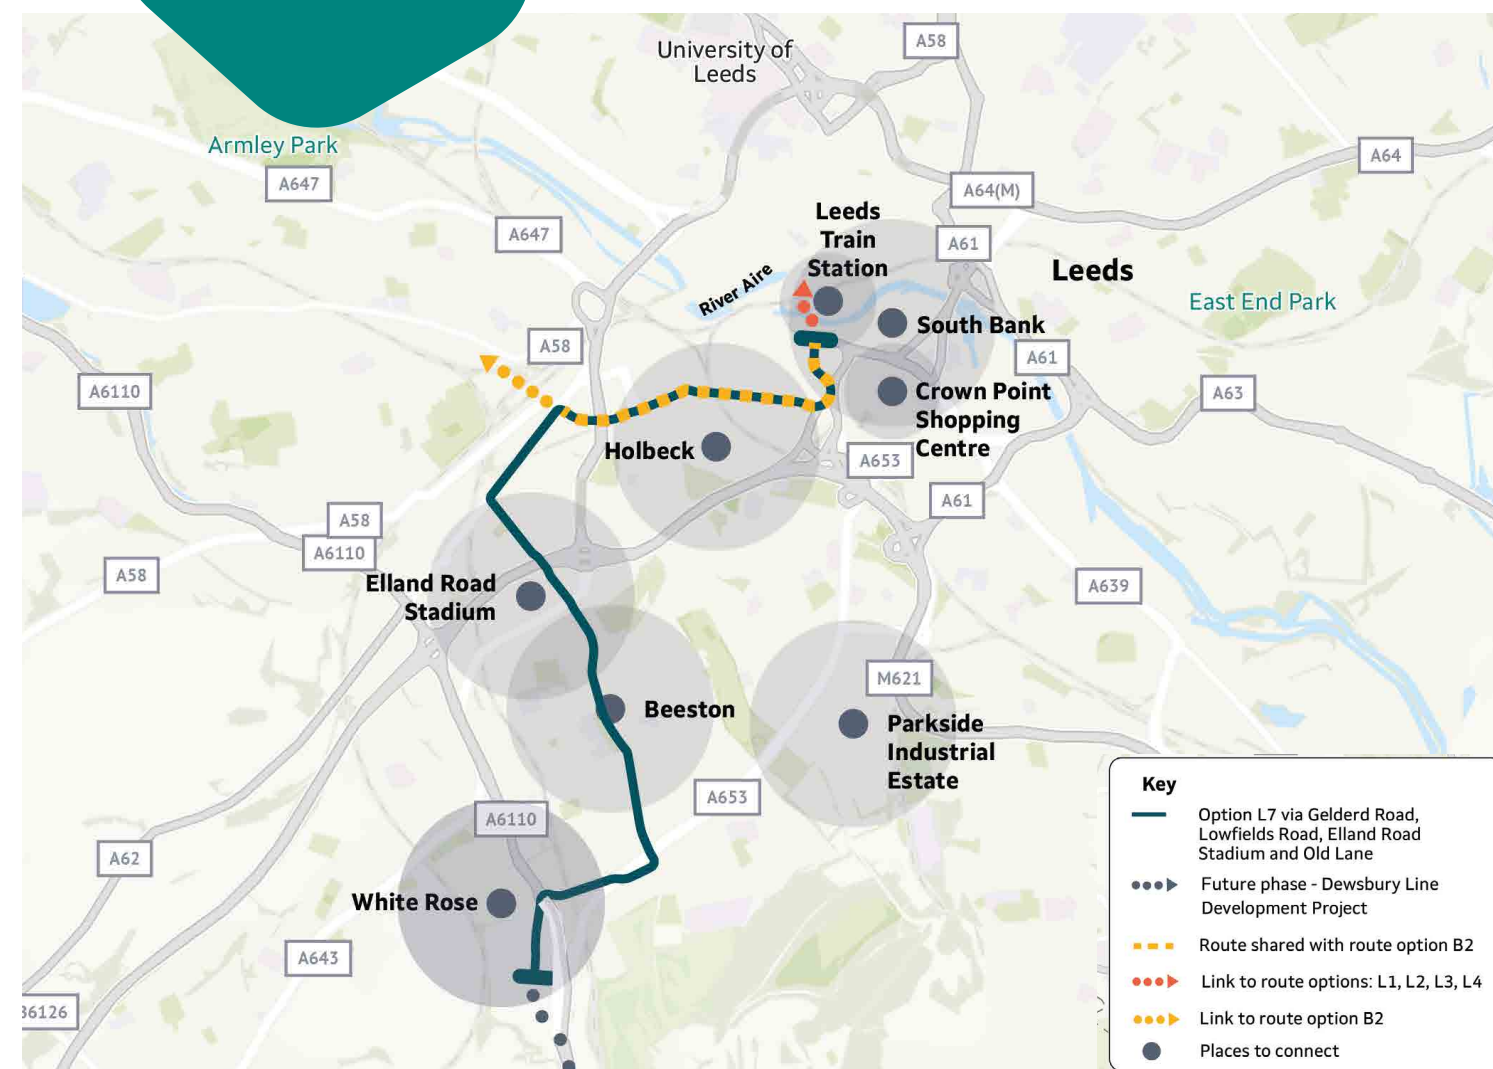 University of
Leeds
A58
Armley Park
A647
A64
A64(M)
A647
Leeds
Train
Station
A61
River Aire
Leeds
East End Park
South Bank
A58
A61
A6110
Crown Point
Shopping
Centre
A63
Holbeck
A653
A61
A58
A6110
A58
Elland Road
Stadium
A639
M621
Beeston
Parkside
Industrial
Estate
A653
A6110
A62
White Rose
A643
36126
Key
Option L7 via Gelderd Road,
Lowfields Road, Elland Road
Stadium and Old Lane
Future phase - Dewsbury Line
Development Project
Route shared with route option B2
Link to route options: L1, L2, L3, L4
Link to route option B2
Places to connect